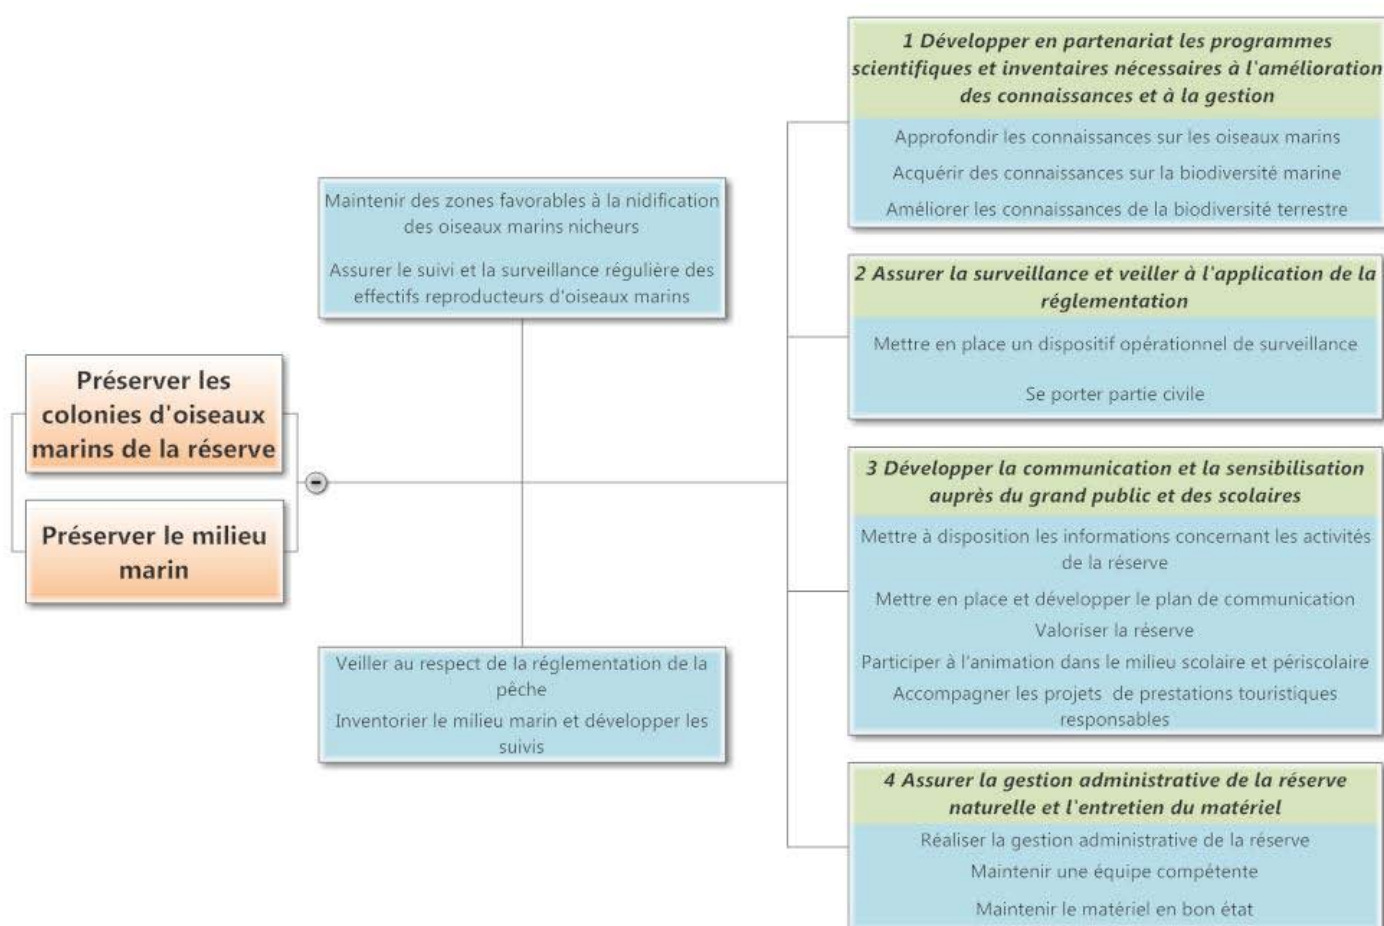 Préserver les
colonies d'oiseaux
marins de la réserve
Préserver le milieu
marin
Maintenir des zones favorables à la nidification
des oiseaux marins nicheurs
Assurer le suivi et la surveillance régulière des
effectifs reproducteurs d'oiseaux marins
Veiller au respect de la réglementation de la
pêche
Inventorier le milieu marin et développer les
suivis
1 Développer en partenariat les programmes
scientifiques et inventaires nécessaires à l'amélioration
des connaissances et à la gestion
Approfondir les connaissances sur les oiseaux marins
Acquérir des connaissances sur la biodiversité marine
Améliorer les connaissances de la biodiversité terrestre
2 Assurer la surveillance et veiller à l'application de la
réglementation
Mettre en place un dispositif opérationnel de surveillance
Se porter partie civile
3 Développer la communication et la sensibilisation
auprès du grand public et des scolaires
Mettre à disposition les informations concernant les activités
de la réserve
Mettre en place et développer le plan de communication
Valoriser la réserve
Participer à l'animation dans le milieu scolaire et périscolaire
Accompagner les projets de prestations touristiques
responsables
4 Assurer la gestion administrative de la réserve
naturelle et l'entretien du matériel
Réaliser la gestion administrative de la réserve
Maintenir une équipe compétente
Maintenir le matériel en bon état